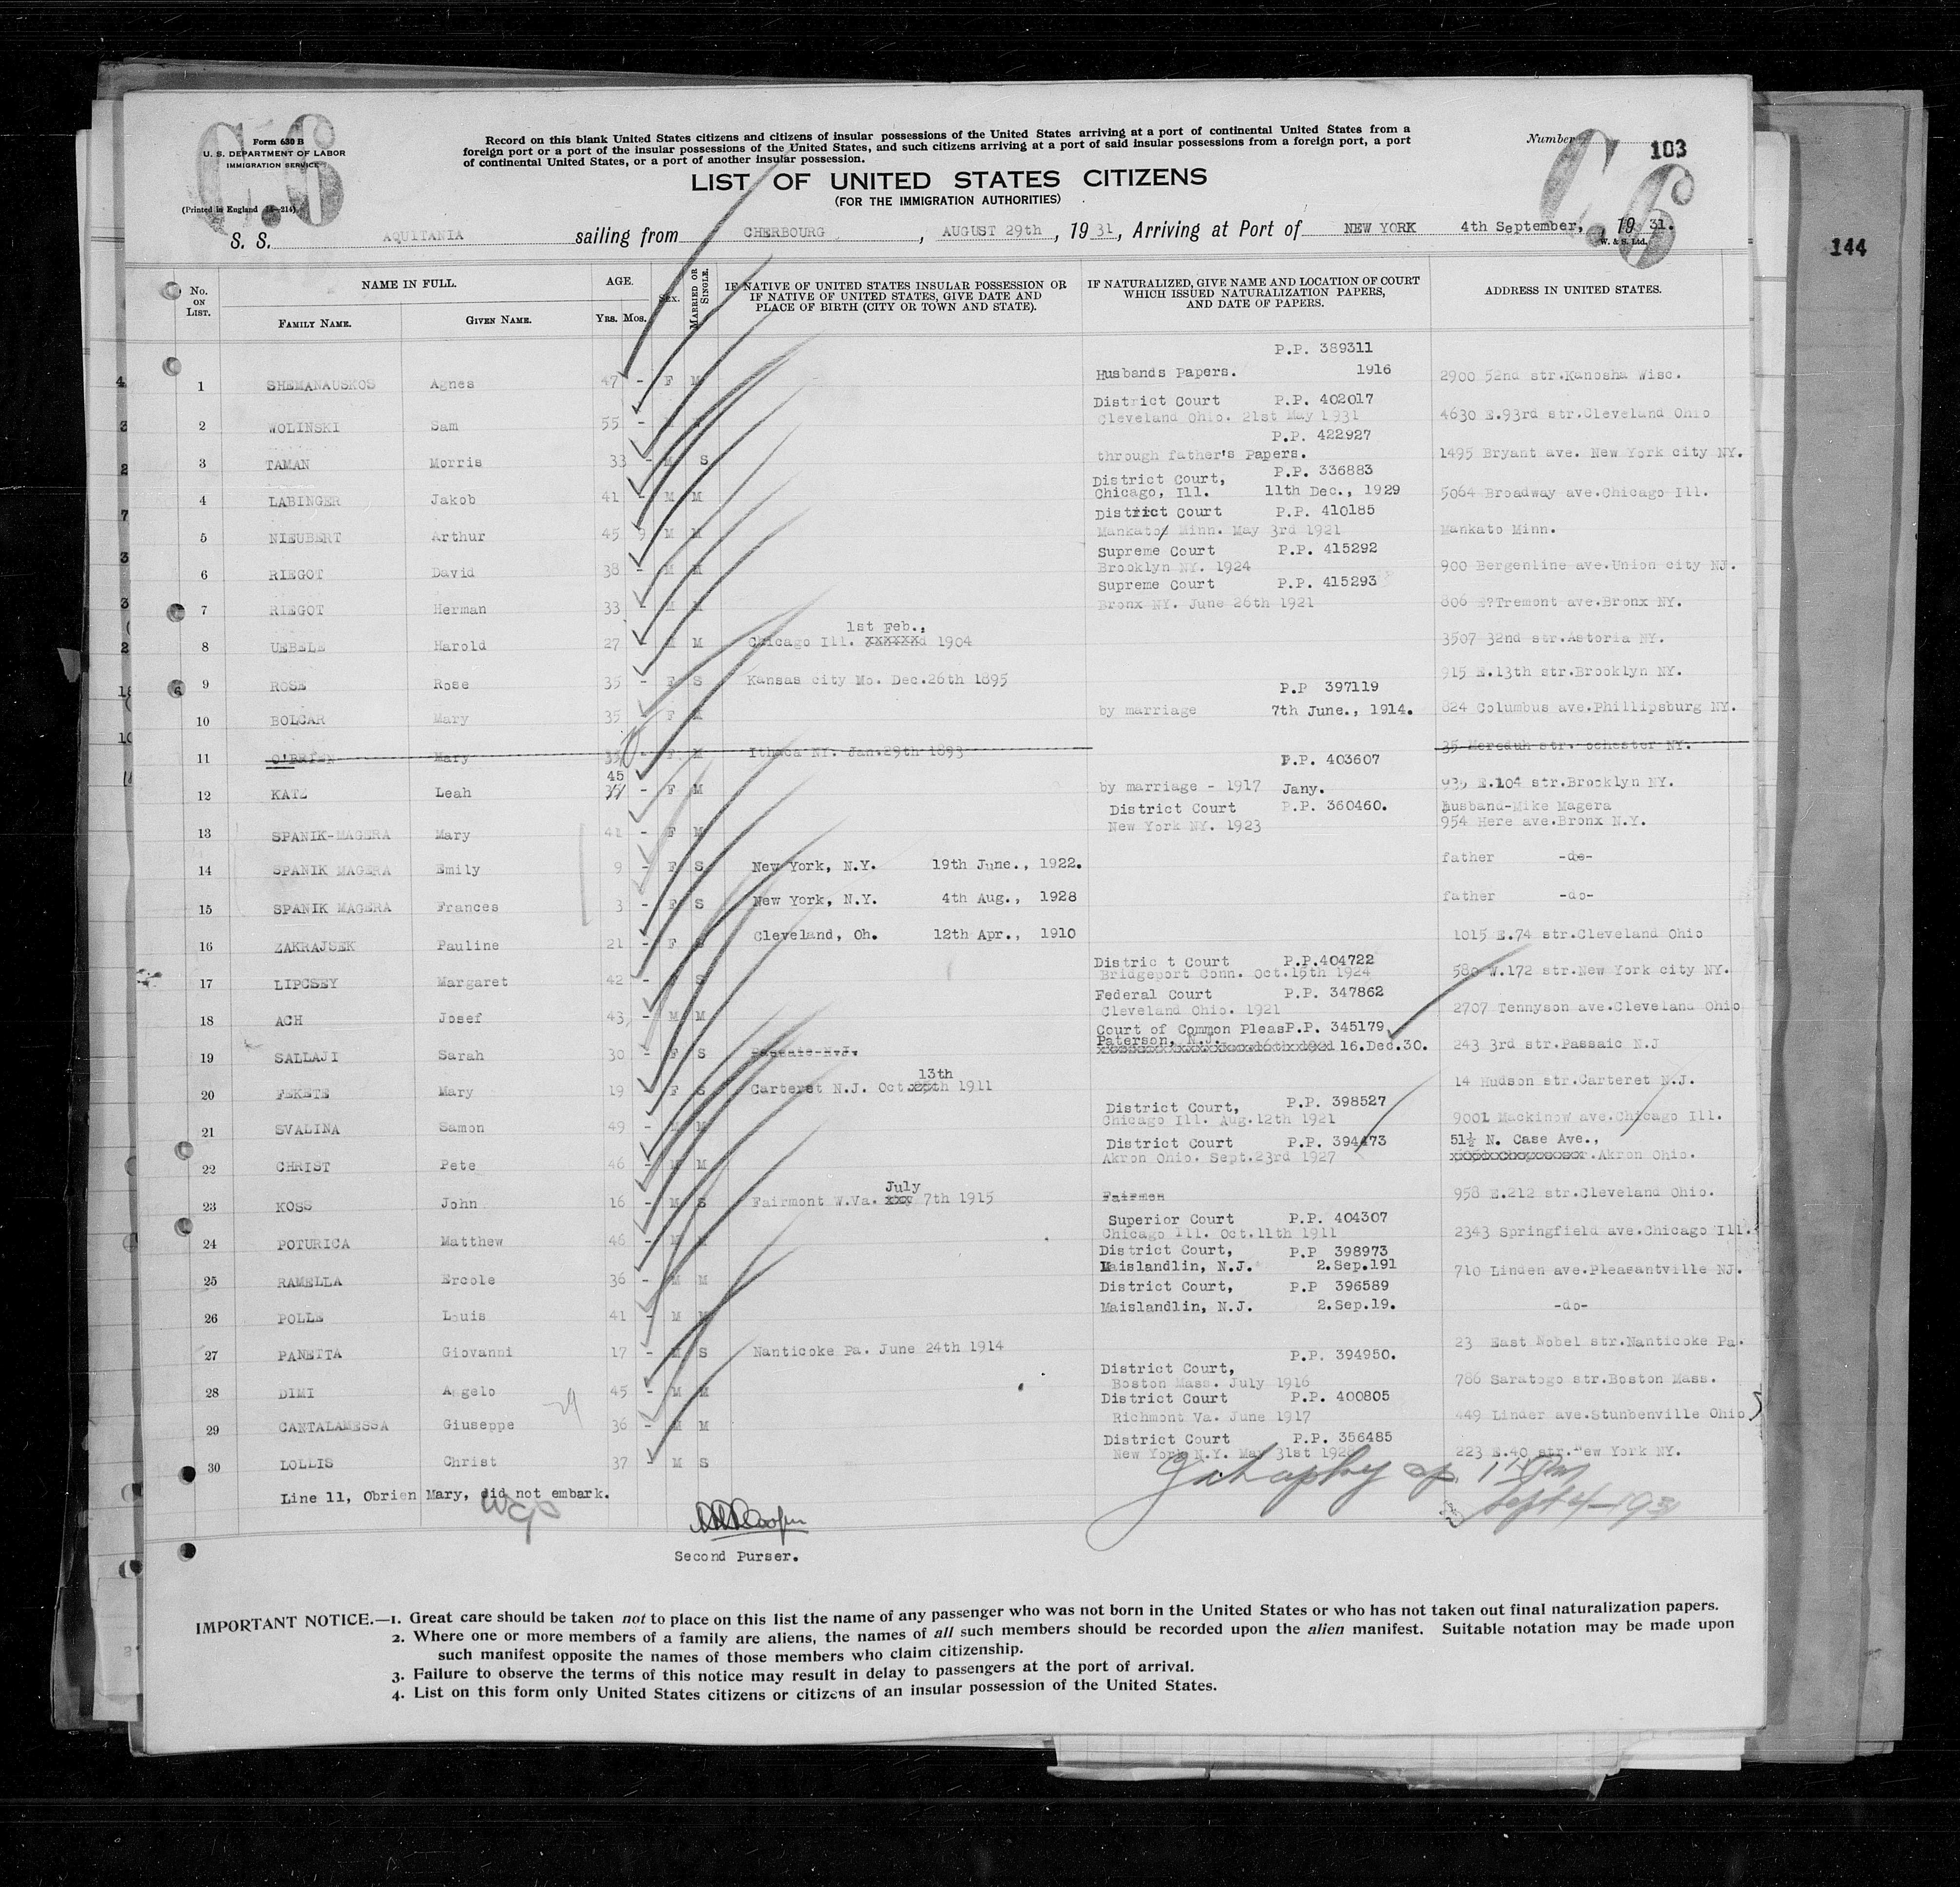 Form 630 B
U. S. DEPARTMENT OF LABOR
IMMIGRATION SERVICE
(Printed in England 14—214)
Record on this blank United States citizens and citizens of insular possessions of the United States arriving at a port of continental United States from a
foreign port or a port of the insular possessions of the United States, and such citizens arriving at a port of said insular possessions from a foreign port, a port
of continental United States, or a port of another insular possession.
Number 103
144
LIST OF UNITED STATES CITIZENS
(FOR THE IMMIGRATION AUTHORITIES)
S. S. AQUITANIA sailing from CHERBOURG, AUGUST 29th, 19 31, Arriving at Port of NEW YORK 4th September, 19 31.
W. & S. Ltd.
No. ON LIST. NAME IN FULL. AGE. SEX. MARRIED OR SINGLE. IF NATIVE OF UNITED STATES INSULAR POSSESSION OR IF NATIVE OF UNITED STATES, GIVE DATE AND PLACE OF BIRTH (CITY OR TOWN AND STATE). IF NATURALIZED, GIVE NAME AND LOCATION OF COURT WHICH ISSUED NATURALIZATION PAPERS, AND DATE OF PAPERS. ADDRESS IN UNITED STATES.
FAMILY NAME. GIVEN NAME. YRS. MOS.
P.P. 389311
1 SHEMANAUSKOS Agnes 47 - F M Husbands Papers. 1916 2900 52nd str.Kanosha Wisc.
District Court P.P. 402017
2 WOLINSKI Sam 55 - Cleveland Ohio. 21st May 1931 4630 E.93rd str.Cleveland Ohio
P.P. 422927
3 TAMAN Morris 33 - M S through father's Papers. 1495 Bryant ave. New York city NY.
District Court, P.P. 336883
4 LABINGER Jakob 41 - M M Chicago, Ill. 11th Dec., 1929 5064 Broadway ave.Chicago Ill.
District Court P.P. 410185
5 NIEUBERT Arthur 45 9 M M Mankato Minn. May 3rd 1921 Mankato Minn.
Supreme Court P.P. 415292
6 RIEGOT David 38 - M M Brooklyn NY. 1924 900 Bergenline ave.Union city NJ.
Supreme Court P.P. 415293
7 RIEGOT Herman 33 - M M Bronx NY. June 26th 1921 806 E?Tremont ave.Bronx NY.
1st Feb.,
8 UEBELE Harold 27 - M M Chicago Ill. xxxxxxd 1904 3507 32nd str.Astoria NY.
9 ROSE Rose 35 - F S Kansas city Mo. Dec.26th 1895 915 E.13th str.Brooklyn NY.
P.P 397119
10 BOLCAR Mary 35 - F M by marriage 7th June., 1914. 824 Columbus ave.Phillipsburg NY.
11 O'BRIEN Mary 35 - F M Ithaca NY. Jan.29th 1893
P.P. 403607
45
12 KATZ Leah - F M by marriage - 1917 Jany. 935 E.104 str.Brooklyn NY.
District Court P.P. 360460. husband-Mike Magera
13 SPANIK-MAGERA Mary 41 - F M New York NY. 1923 954 Here ave.Bronx N.Y.
14 SPANIK MAGERA Emily 9 - F S New York, N.Y. 19th June., 1922. father -do-
15 SPANIK MAGERA Frances 3 - F S New York, N.Y. 4th Aug., 1928 father -do-
16 ZAKRAJSEK Pauline 21 - F S Cleveland, Oh. 12th Apr., 1910 1015 E.74 str.Cleveland Ohio
Distric t Court P.P.404722
17 LIPCSEY Margaret 42 - F S Bridgeport Conn. Oct.15th 1924 580 W.172 str.New York city NY.
Federal Court P.P. 347862
18 ACH Josef 43 - M M Cleveland Ohio. 1921 2707 Tennyson ave.Cleveland Ohio
Court of Common PleasP.P. 345179
Paterson, N.J.
19 SALLAJI Sarah 30 - F S Passaic N.J. 16.Dec.30. 243 3rd str.Passaic N.J
13th
20 FEKETE Mary 19 - F S Carteret N.J. Oct. 1911 14 Hudson str.Carteret N.J.
District Court, P.P. 398527
21 SVALINA Samon 49 - M M Chicago Ill. Aug.12th 1921 9001 Mackinow ave.Chicago Ill.
District Court P.P. 394473 51½ N. Case Ave.,
22 CHRIST Pete 46 - M M Akron Ohio. Sept.23rd 1927 Akron Ohio.
July
23 KOSS John 16 - M S Fairmont W.Va. xxx 7th 1915 Fairmon 958 E.212 str.Cleveland Ohio.
Superior Court P.P. 404307
24 POTURICA Matthew 46 - M M Chicago Ill. Oct.11th 1911 2343 Springfield ave.Chicago Ill.
District Court, P.P 398973
25 RAMELLA Ercole 36 - M M Maislandlin, N.J. 2.Sep.191 710 Linden ave.Pleasantville NJ.
District Court, P.P 396589
26 POLLE Louis 41 - M M Maislandlin, N.J. 2.Sep.19. -do-
27 PANETTA Giovanni 17 - M S Nanticoke Pa. June 24th 1914 23 East Nobel str.Nanticoke Pa.
P.P. 394950.
District Court,
28 DIMI Angelo 45 - M M Boston Mass. July 1916 786 Saratogo str.Boston Mass.
District Court P.P. 400805
29 CANTALAMESSA Giuseppe 36 - M M Richmont Va. June 1917 449 Linder ave.Stunbenville Ohio
District Court P.P. 356485
30 LOLLIS Christ 37 - M S New York N.Y. May 31st 1928 223 E.40 str.New York NY.
Line 11, Obrien Mary, did not embark.
Second Purser.
IMPORTANT NOTICE.—1. Great care should be taken not to place on this list the name of any passenger who was not born in the United States or who has not taken out final naturalization papers.
2. Where one or more members of a family are aliens, the names of all such members should be recorded upon the alien manifest. Suitable notation may be made upon
such manifest opposite the names of those members who claim citizenship.
3. Failure to observe the terms of this notice may result in delay to passengers at the port of arrival.
4. List on this form only United States citizens or citizens of an insular possession of the United States.